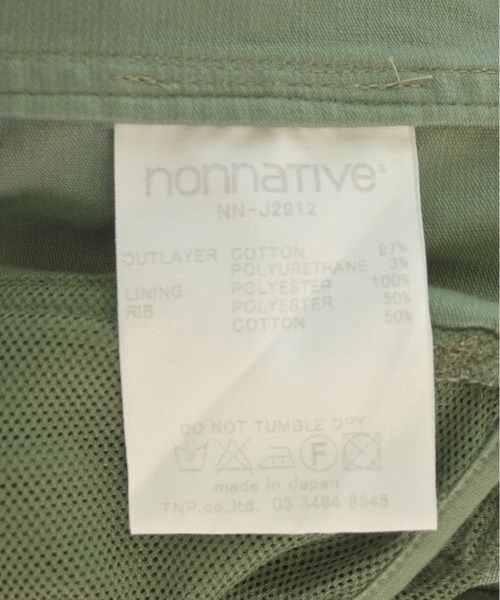 nonnative®
NN-J2912
OUTLAYER COTTON 97%
POLYURETHANE 3%
LINING POLYESTER 100%
RIB POLYESTER 50%
COTTON 50%
DO NOT TUMBLE DRY
F
made in Japan
TNP co.,ltd. 03 3464 8645